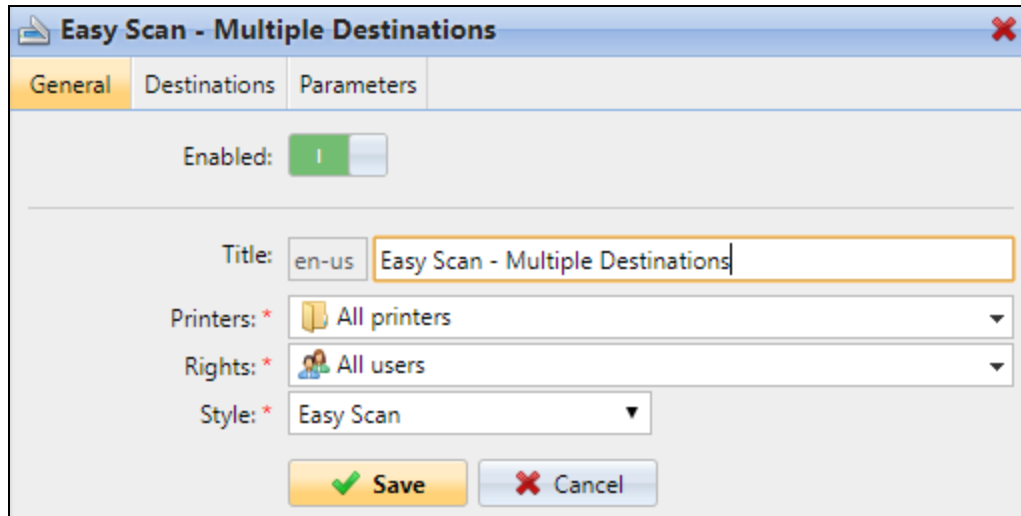 Easy Scan - Multiple Destinations
General Destinations Parameters
Enabled: I
Title: en-us Easy Scan - Multiple Destinations
Printers: * All printers
Rights: * All users
Style: * Easy Scan
Save Cancel